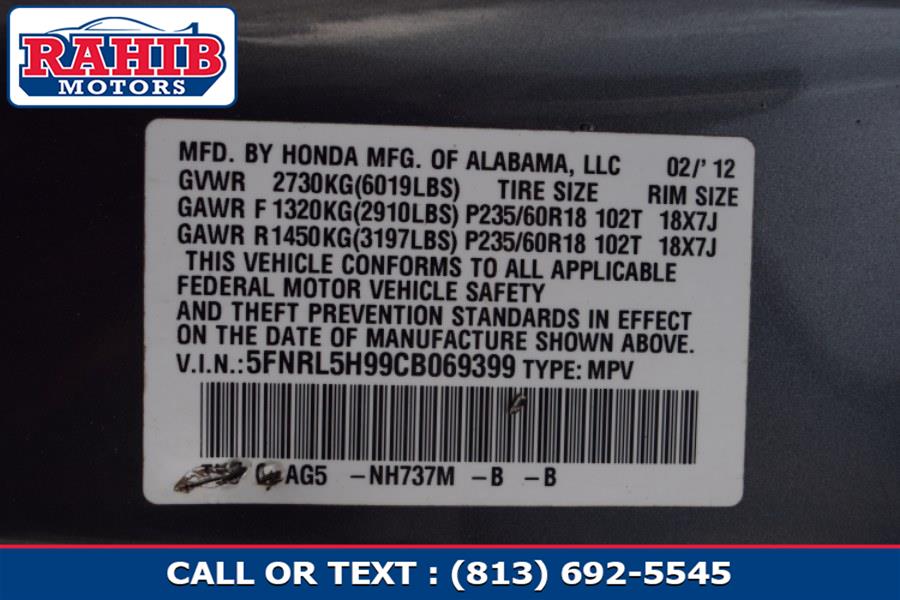 RAHIB
MOTORS
MFD. BY HONDA MFG. OF ALABAMA, LLC 02/' 12
GVWR 2730KG(6019LBS) TIRE SIZE RIM SIZE
GAWR F 1320KG(2910LBS) P235/60R18 102T 18X7J
GAWR R1450KG(3197LBS) P235/60R18 102T 18X7J
THIS VEHICLE CONFORMS TO ALL APPLICABLE
FEDERAL MOTOR VEHICLE SAFETY
AND THEFT PREVENTION STANDARDS IN EFFECT
ON THE DATE OF MANUFACTURE SHOWN ABOVE.
V.I.N.:5FNRL5H99CB069399 TYPE: MPV
AG5 -NH737M -B -B
CALL OR TEXT : (813) 692-5545